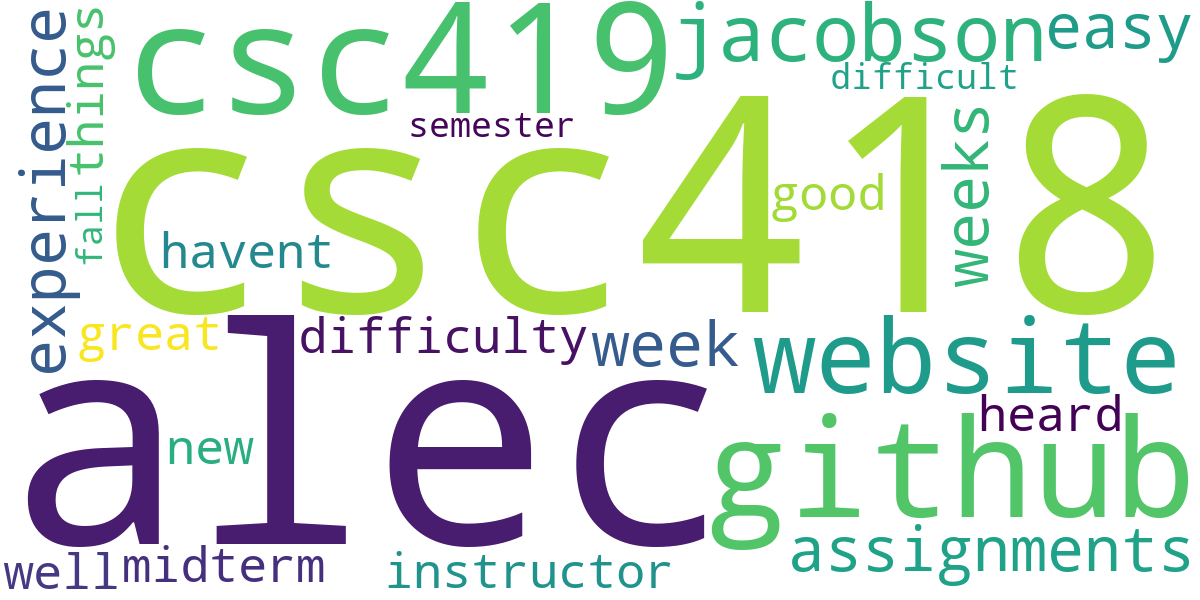 experience
things
fall
csc419
jacobson
easy
difficult
semester
csc418
good
weeks
havent
great
difficulty
week
website
alec
heard
new
github
well
midterm
instructor
assignments